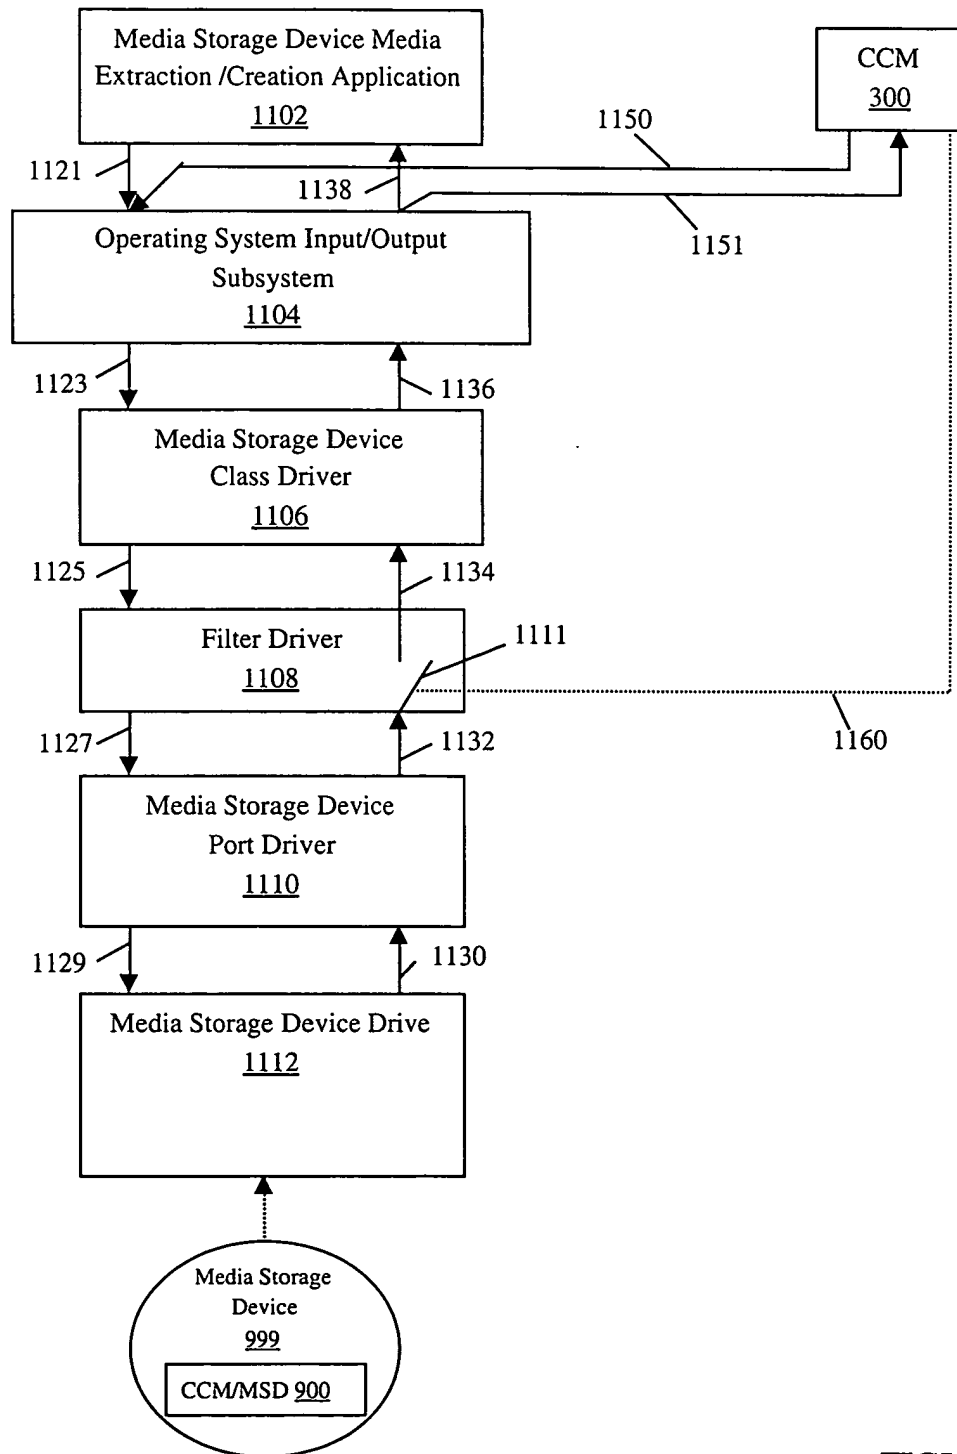 Media Storage Device Media
Extraction /Creation Application
1102
CCM
300
1150
1121
1138
1151
Operating System Input/Output
Subsystem
1104
1123
1136
Media Storage Device
Class Driver
1106
1125
1134
Filter Driver
1108
1111
1127
1132
1160
Media Storage Device
Port Driver
1110
1129
1130
Media Storage Device Drive
1112
Media Storage
Device
999
CCM/MSD 900